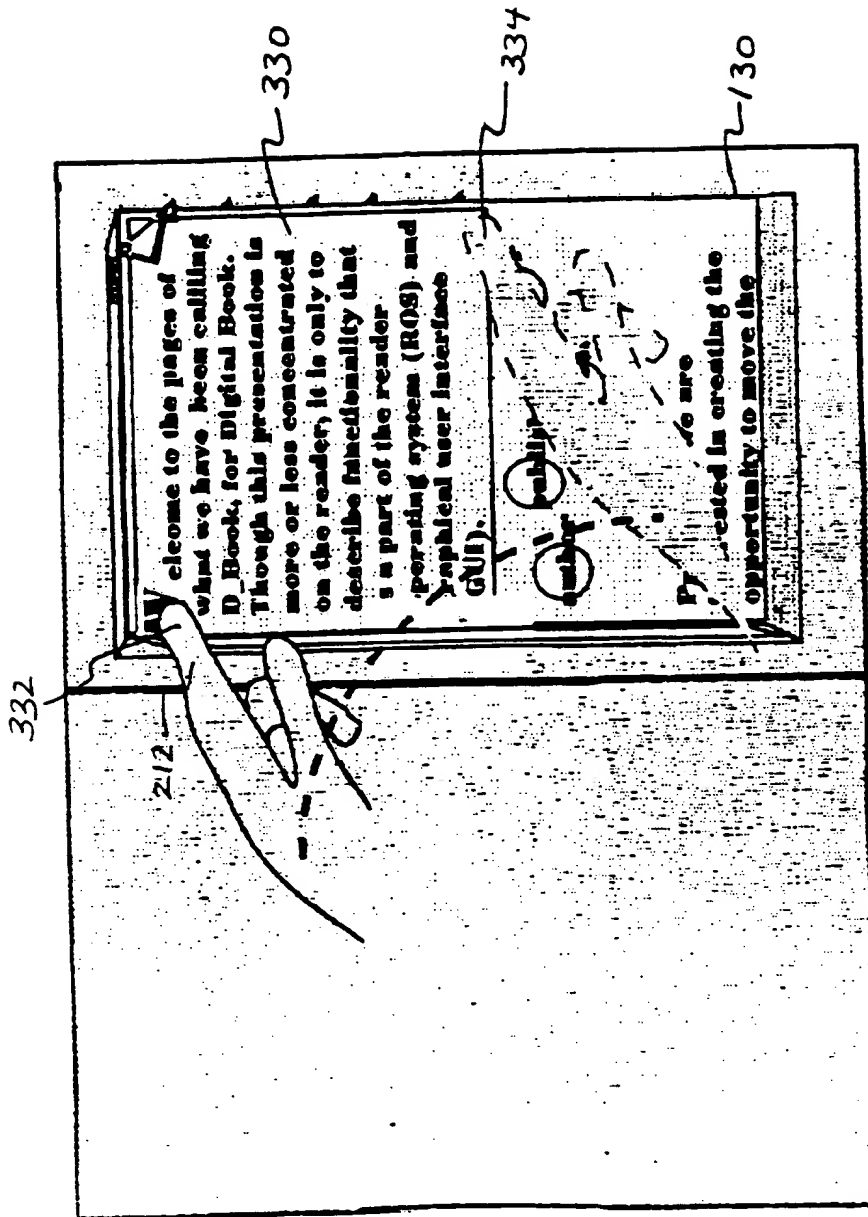 332
212
elcome to the pages of
what we have been calling
D_Book, for Digital Book.
Though this presentation is
more or less concentrated
on the reader, it is only to
describe functionality that
s a part of the reader
perating system (ROS) and
raphical user interface
GUI).
author
are
in creating the
opportunity to move the
330
334
130